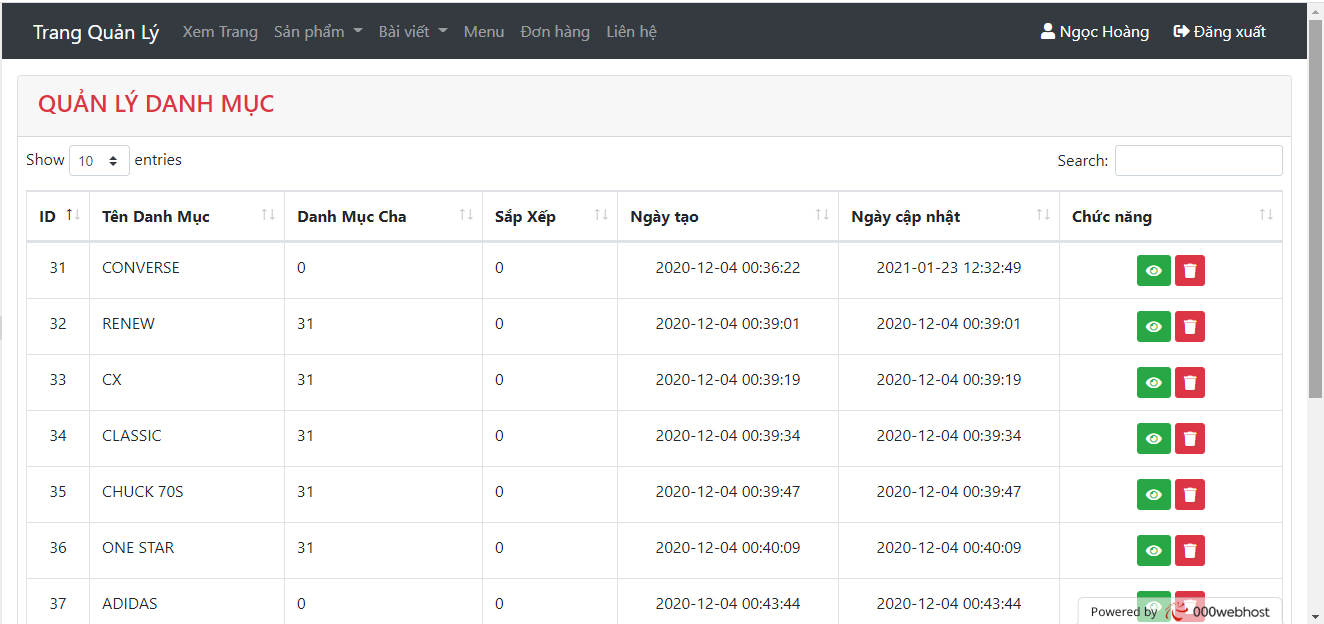 Trang Quản Lý Xem Trang Sản phẩm Bài viết Menu Đơn hàng Liên hệ Ngọc Hoàng Đăng xuất
QUẢN LÝ DANH MỤC
Show 10 entries Search:
ID Tên Danh Mục Danh Mục Cha Sắp Xếp Ngày tạo Ngày cập nhật Chức năng
31 CONVERSE 0 0 2020-12-04 00:36:22 2021-01-23 12:32:49
32 RENEW 31 0 2020-12-04 00:39:01 2020-12-04 00:39:01
33 CX 31 0 2020-12-04 00:39:19 2020-12-04 00:39:19
34 CLASSIC 31 0 2020-12-04 00:39:34 2020-12-04 00:39:34
35 CHUCK 70S 31 0 2020-12-04 00:39:47 2020-12-04 00:39:47
36 ONE STAR 31 0 2020-12-04 00:40:09 2020-12-04 00:40:09
37 ADIDAS 0 0 2020-12-04 00:43:44 2020-12-04 00:43:44
Powered by 000webhost